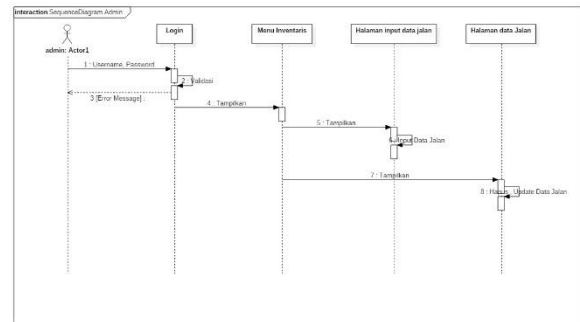 interaction SequenceDiagram Admin
admin: Actor1
Login
Menu Inventaris
Halaman input data jalan
Halaman data Jalan
1 : Username, Password
2 : Validasi
3 [Error Message] :
4 : Tampilkan
5 : Tampilkan
6 : Input Data Jalan
7 : Tampilkan
8 : Hapus , Update Data Jalan